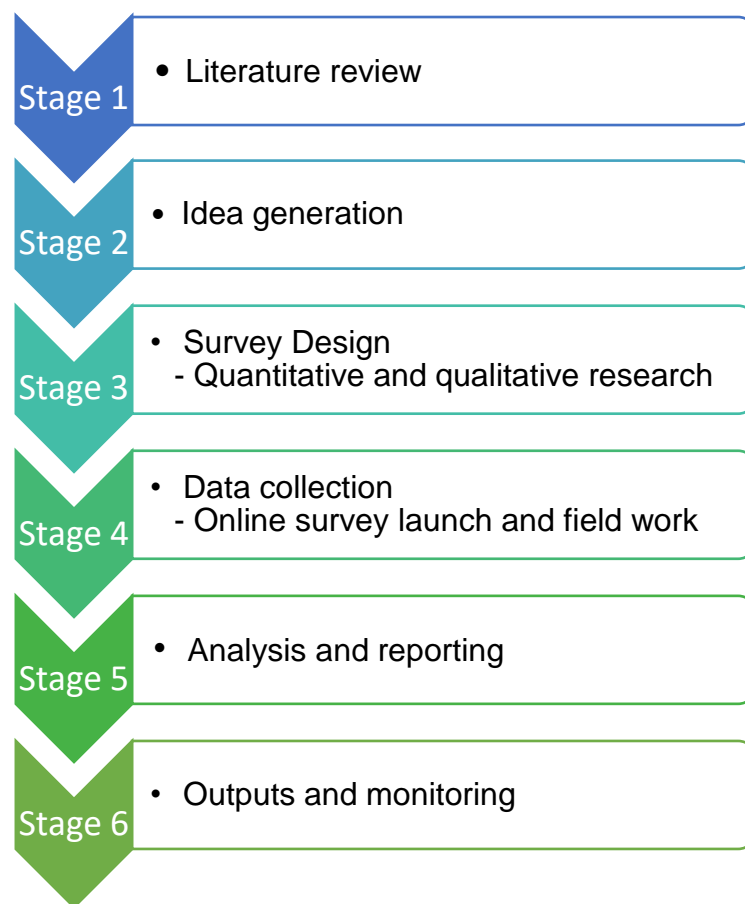 Stage 1
• Literature review
Stage 2
• Idea generation
Stage 3
• Survey Design
- Quantitative and qualitative research
Stage 4
• Data collection
- Online survey launch and field work
Stage 5
• Analysis and reporting
Stage 6
• Outputs and monitoring